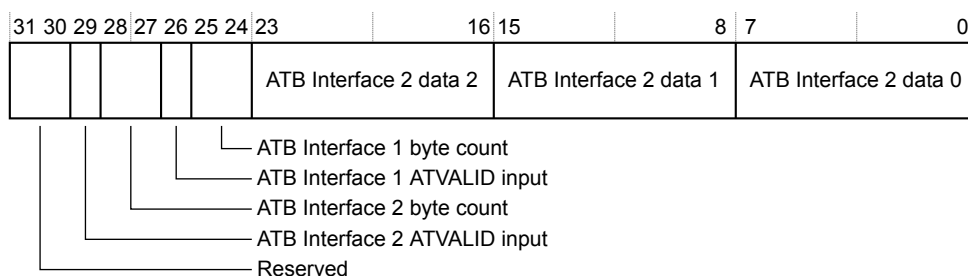 31 30 29 28 27 26 25 24 23 16 15 8 7 0
ATB Interface 2 data 2 ATB Interface 2 data 1 ATB Interface 2 data 0
ATB Interface 1 byte count
ATB Interface 1 ATVALID input
ATB Interface 2 byte count
ATB Interface 2 ATVALID input
Reserved